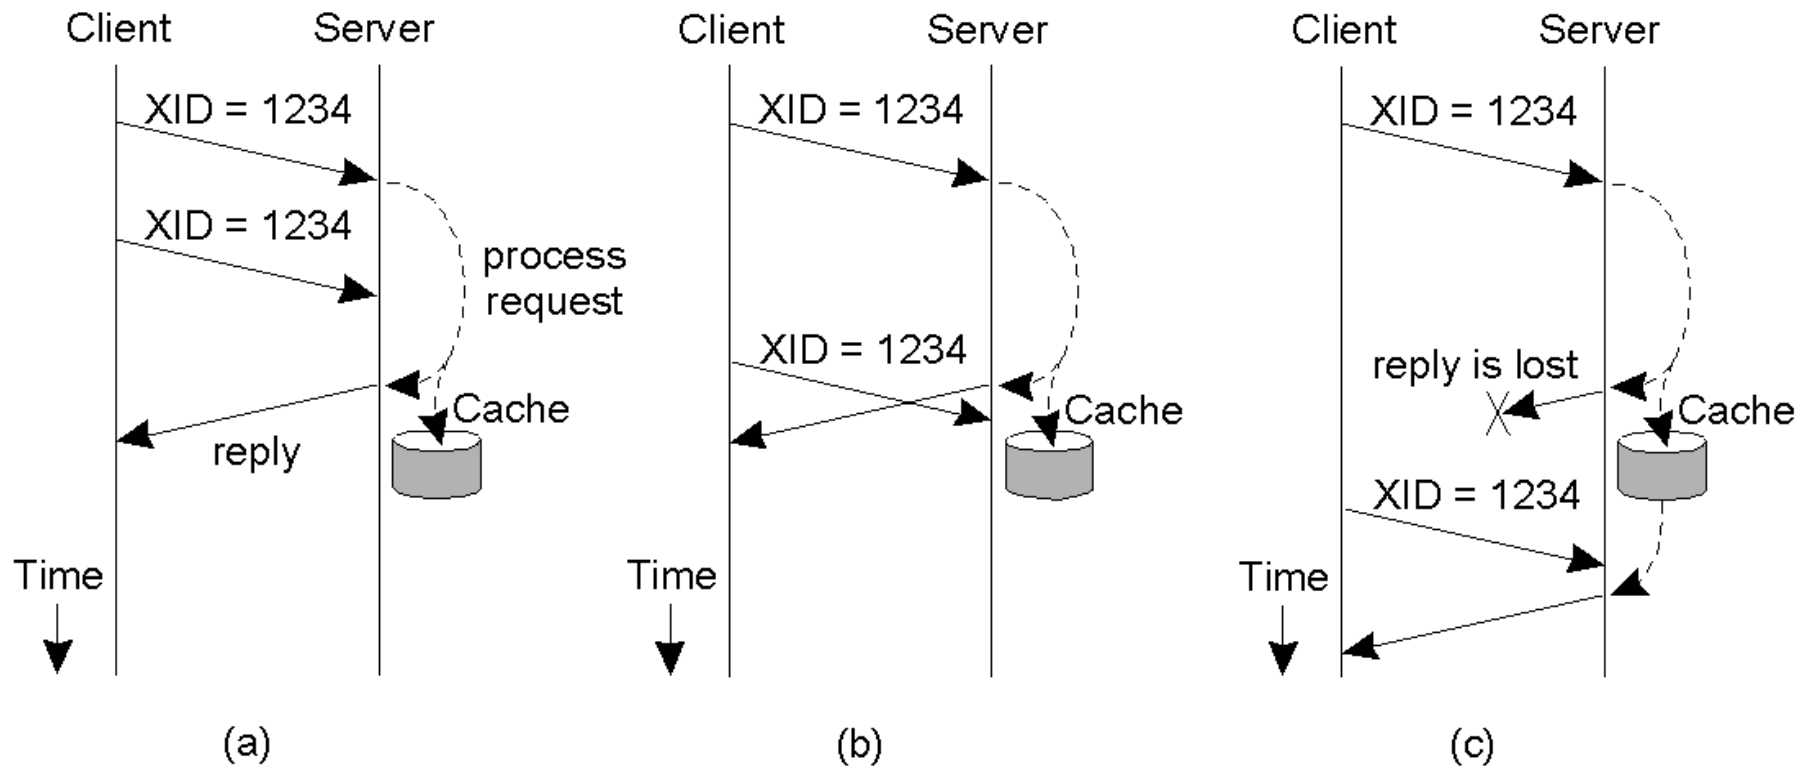 Client Server
XID = 1234
XID = 1234
process
request
Cache
reply
Time
(a)
Client Server
XID = 1234
XID = 1234
Cache
Time
(b)
Client Server
XID = 1234
reply is lost
Cache
XID = 1234
Time
(c)